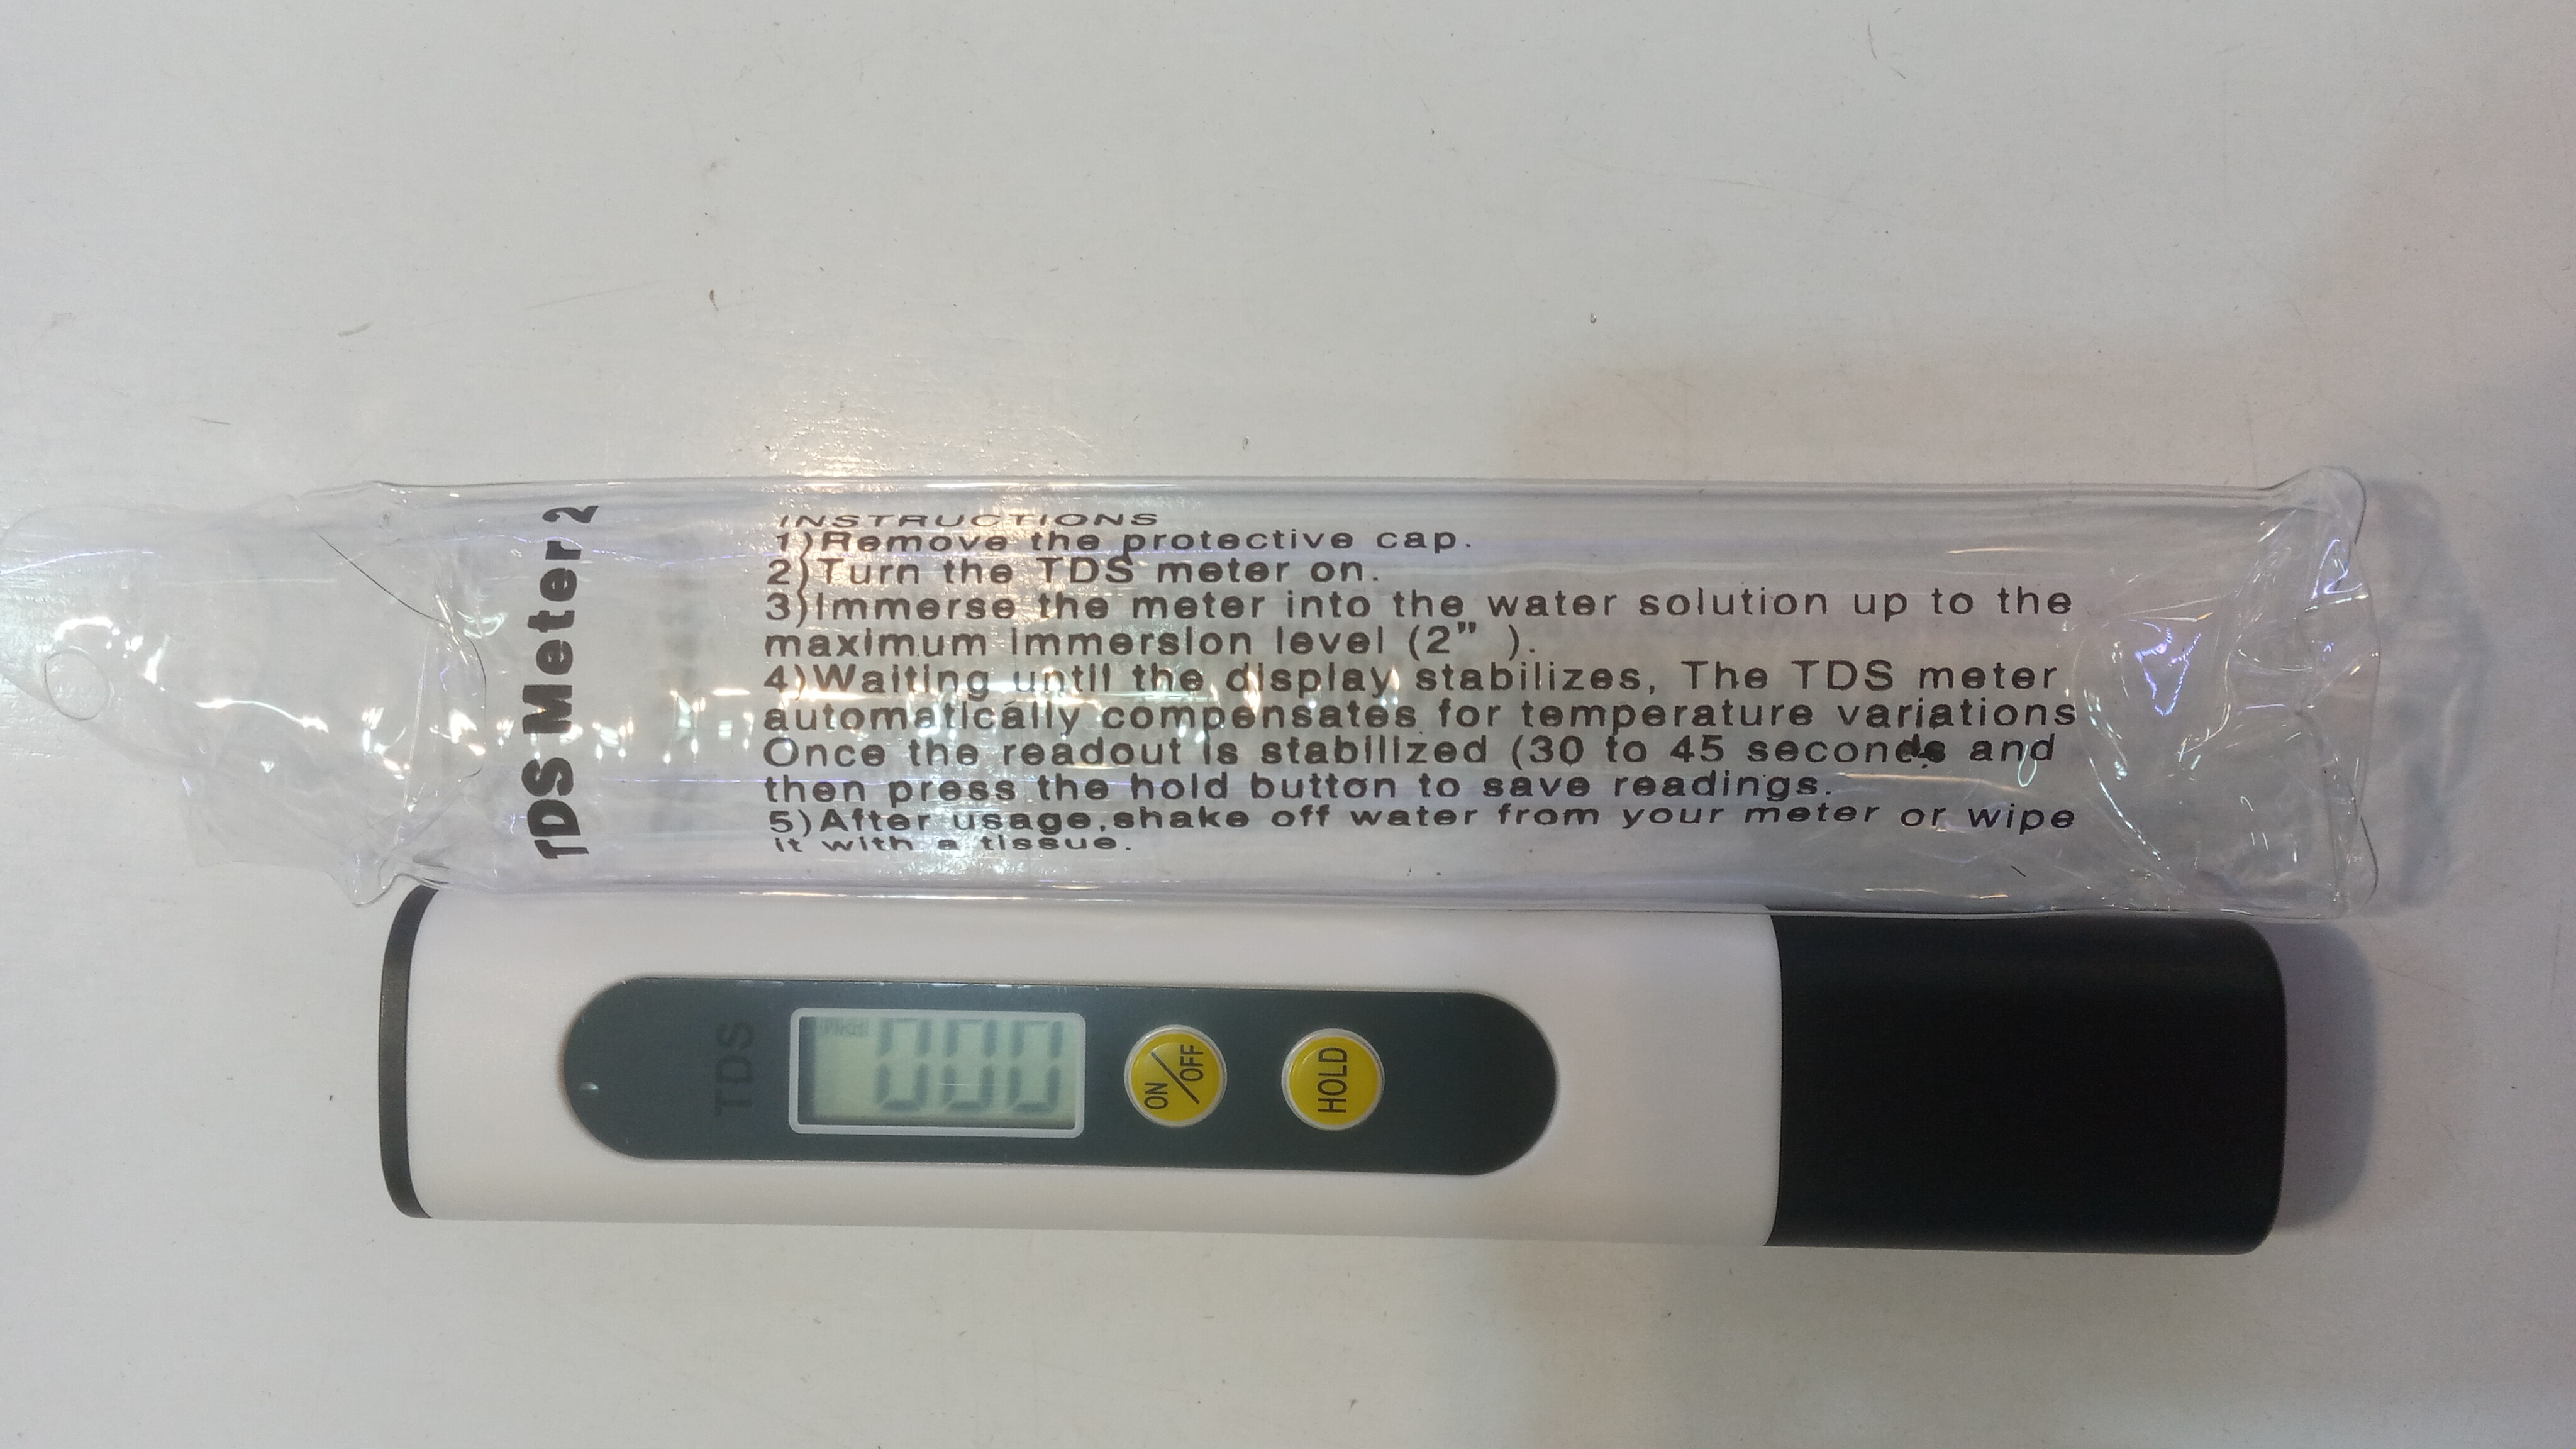 TDS Meter 2
INSTRUCTIONS
1)Remove the protective cap.
2)Turn the TDS meter on.
3)Immerse the meter into the water solution up to the
maximum immersion level (2" ).
4)Waiting until the display stabilizes, The TDS meter
automatically compensates for temperature variations
Once the readout is stabilized (30 to 45 seconds and
then press the hold button to save readings.
5)After usage,shake off water from your meter or wipe
it with a tissue.
TDS
000
ON/OFF
HOLD